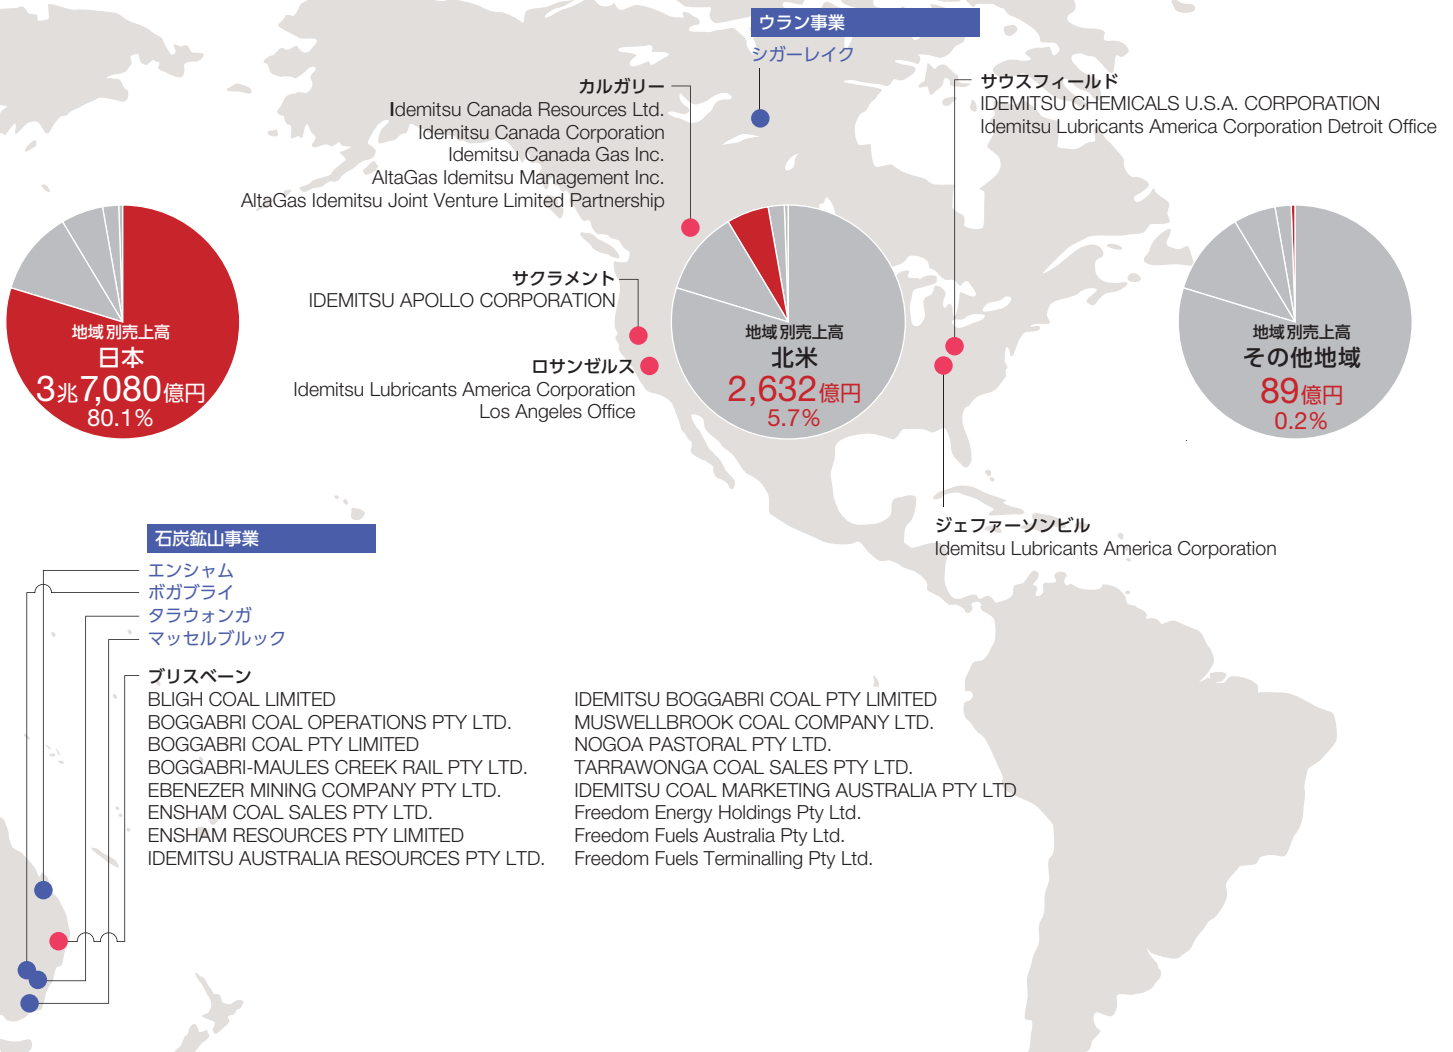 ウラン事業
シガーレイク
カルガリー
Idemitsu Canada Resources Ltd.
Idemitsu Canada Corporation
Idemitsu Canada Gas Inc.
AltaGas Idemitsu Management Inc.
AltaGas Idemitsu Joint Venture Limited Partnership
サウスフィールド
IDEMITSU CHEMICALS U.S.A. CORPORATION
Idemitsu Lubricants America Corporation Detroit Office
サクラメント
IDEMITSU APOLLO CORPORATION
ロサンゼルス
Idemitsu Lubricants America Corporation
Los Angeles Office
地域別売上高
日本
3兆7,080億円
80.1%
地域別売上高
北米
2,632億円
5.7%
地域別売上高
その他地域
89億円
0.2%
ジェファーソンビル
Idemitsu Lubricants America Corporation
石炭鉱山事業
エンシャム
ボガブライ
タラウォンガ
マッセルブルック
ブリスベーン
BLIGH COAL LIMITED
BOGGABRI COAL OPERATIONS PTY LTD.
BOGGABRI COAL PTY LIMITED
BOGGABRI-MAULES CREEK RAIL PTY LTD.
EBENEZER MINING COMPANY PTY LTD.
ENSHAM COAL SALES PTY LTD.
ENSHAM RESOURCES PTY LIMITED
IDEMITSU AUSTRALIA RESOURCES PTY LTD.
IDEMITSU BOGGABRI COAL PTY LIMITED
MUSWELLBROOK COAL COMPANY LTD.
NOGOA PASTORAL PTY LTD.
TARRAWONGA COAL SALES PTY LTD.
IDEMITSU COAL MARKETING AUSTRALIA PTY LTD
Freedom Energy Holdings Pty Ltd.
Freedom Fuels Australia Pty Ltd.
Freedom Fuels Terminalling Pty Ltd.